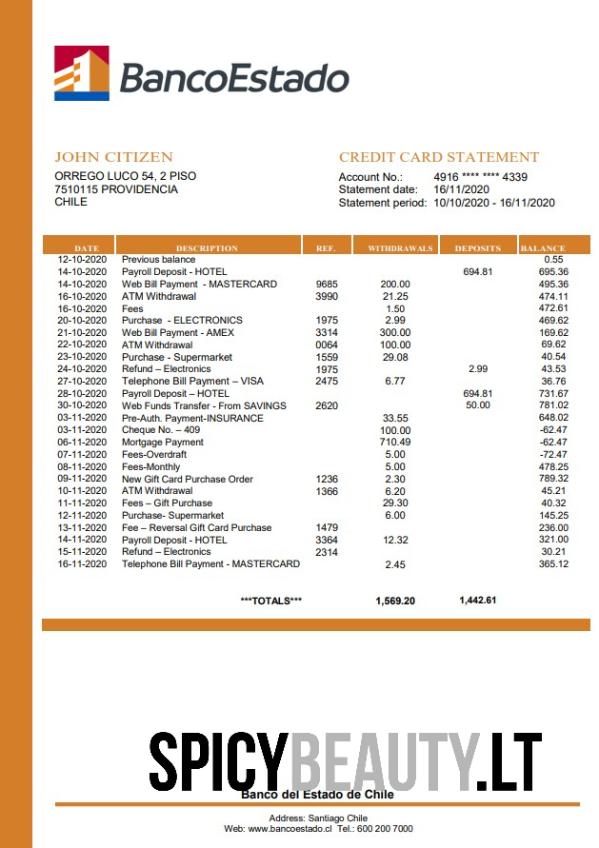 BancoEstado
JOHN CITIZEN
CREDIT CARD STATEMENT
ORREGO LUCO 54, 2 PISO
7510115 PROVIDENCIA
CHILE
Account No.: 4916 **** **** 4339
Statement date: 16/11/2020
Statement period: 10/10/2020 - 16/11/2020
DATE DESCRIPTION REF. WITHDRAWALS DEPOSITS BALANCE
12-10-2020 Previous balance 0.55
14-10-2020 Payroll Deposit - HOTEL 694.81 695.36
14-10-2020 Web Bill Payment - MASTERCARD 9685 200.00 495.36
16-10-2020 ATM Withdrawal 3990 21.25 474.11
16-10-2020 Fees 1.50 472.61
20-10-2020 Purchase - ELECTRONICS 1975 2.99 469.62
21-10-2020 Web Bill Payment - AMEX 3314 300.00 169.62
22-10-2020 ATM Withdrawal 0064 100.00 69.62
23-10-2020 Purchase - Supermarket 1559 29.08 40.54
24-10-2020 Refund – Electronics 1975 2.99 43.53
27-10-2020 Telephone Bill Payment – VISA 2475 6.77 36.76
28-10-2020 Payroll Deposit – HOTEL 694.81 731.67
30-10-2020 Web Funds Transfer - From SAVINGS 2620 50.00 781.02
03-11-2020 Pre-Auth. Payment-INSURANCE 33.55 648.02
03-11-2020 Cheque No. – 409 100.00 -62.47
06-11-2020 Mortgage Payment 710.49 -62.47
07-11-2020 Fees-Overdraft 5.00 -72.47
08-11-2020 Fees-Monthly 5.00 478.25
09-11-2020 New Gift Card Purchase Order 1236 2.30 789.32
10-11-2020 ATM Withdrawal 1366 6.20 45.21
11-11-2020 Fees – Gift Purchase 29.30 40.32
12-11-2020 Purchase- Supermarket 6.00 145.25
13-11-2020 Fee – Reversal Gift Card Purchase 1479 236.00
14-11-2020 Payroll Deposit - HOTEL 3364 12.32 321.00
15-11-2020 Refund – Electronics 2314 30.21
16-11-2020 Telephone Bill Payment - MASTERCARD 2.45 365.12
***TOTALS*** 1,569.20 1,442.61
SPICYBEAUTY.LT
Banco del Estado de Chile
Address: Santiago Chile
Web: www.bancoestado.cl Tel.: 600 200 7000